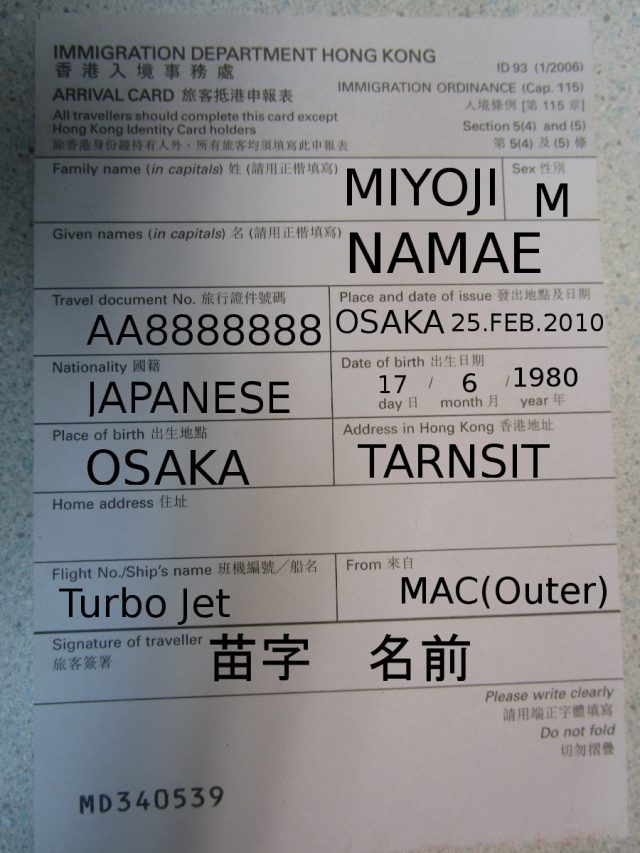 IMMIGRATION DEPARTMENT HONG KONG
香港入境事務處
ID 93 (1/2006)
ARRIVAL CARD 旅客抵港申報表
IMMIGRATION ORDINANCE (Cap. 115)
入境條例 [第 115 章]
All travellers should complete this card except
Hong Kong Identity Card holders
除香港身份證持有人外，所有旅客均須填寫此申報表
Section 5(4) and (5)
第 5(4) 及 (5) 條
Family name (in capitals) 姓 (請用正楷填寫) MIYOJI
Sex 性別 M
Given names (in capitals) 名 (請用正楷填寫) NAMAE
Travel document No. 旅行證件號碼
AA8888888
Place and date of issue 發出地點及日期
OSAKA 25.FEB.2010
Nationality 國籍
JAPANESE
Date of birth 出生日期
17 / 6 / 1980
day 日 month 月 year 年
Place of birth 出生地點
OSAKA
Address in Hong Kong 香港地址
TARNSIT
Home address 住址
Flight No./Ship's name 班機編號／船名
Turbo Jet
From 來自
MAC(Outer)
Signature of traveller
旅客簽署
苗字 名前
Please write clearly
請用端正字體填寫
Do not fold
切勿摺疊
MD340539